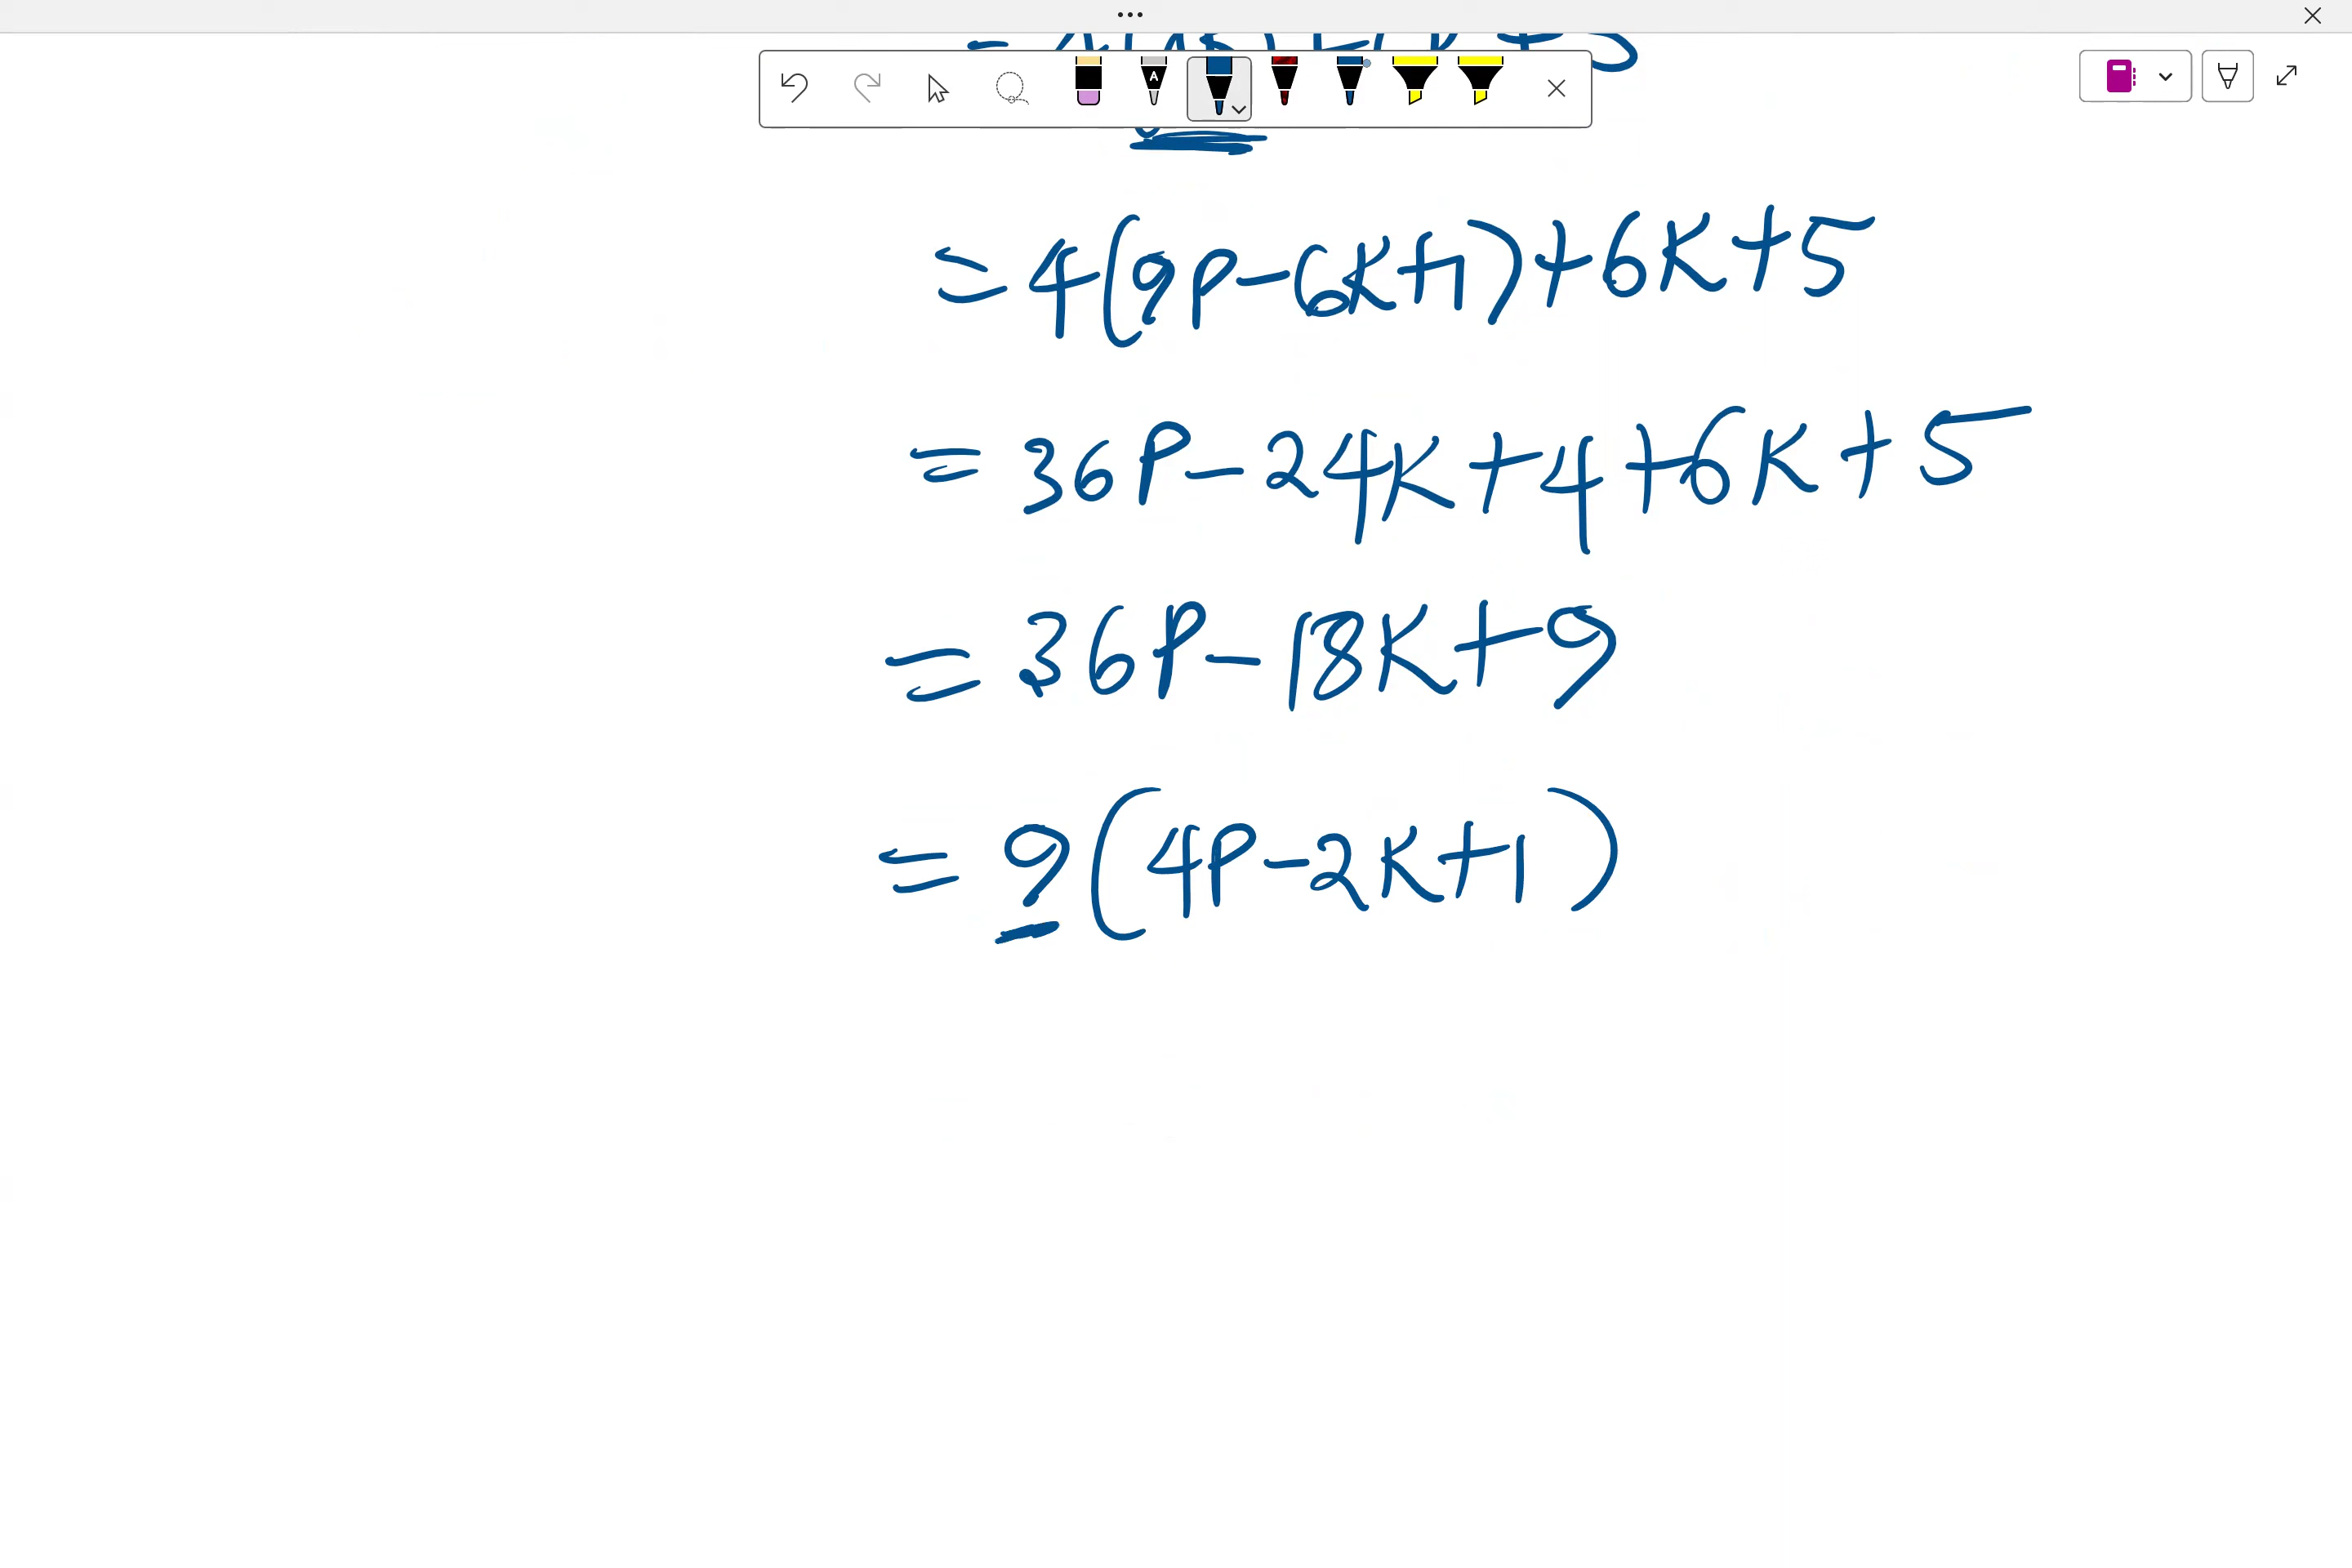 = 4(9P-6K+1)+6K+5
= 36P-24K+4+6K+5
= 36P-18K+9
= 9(4P-2K+1)